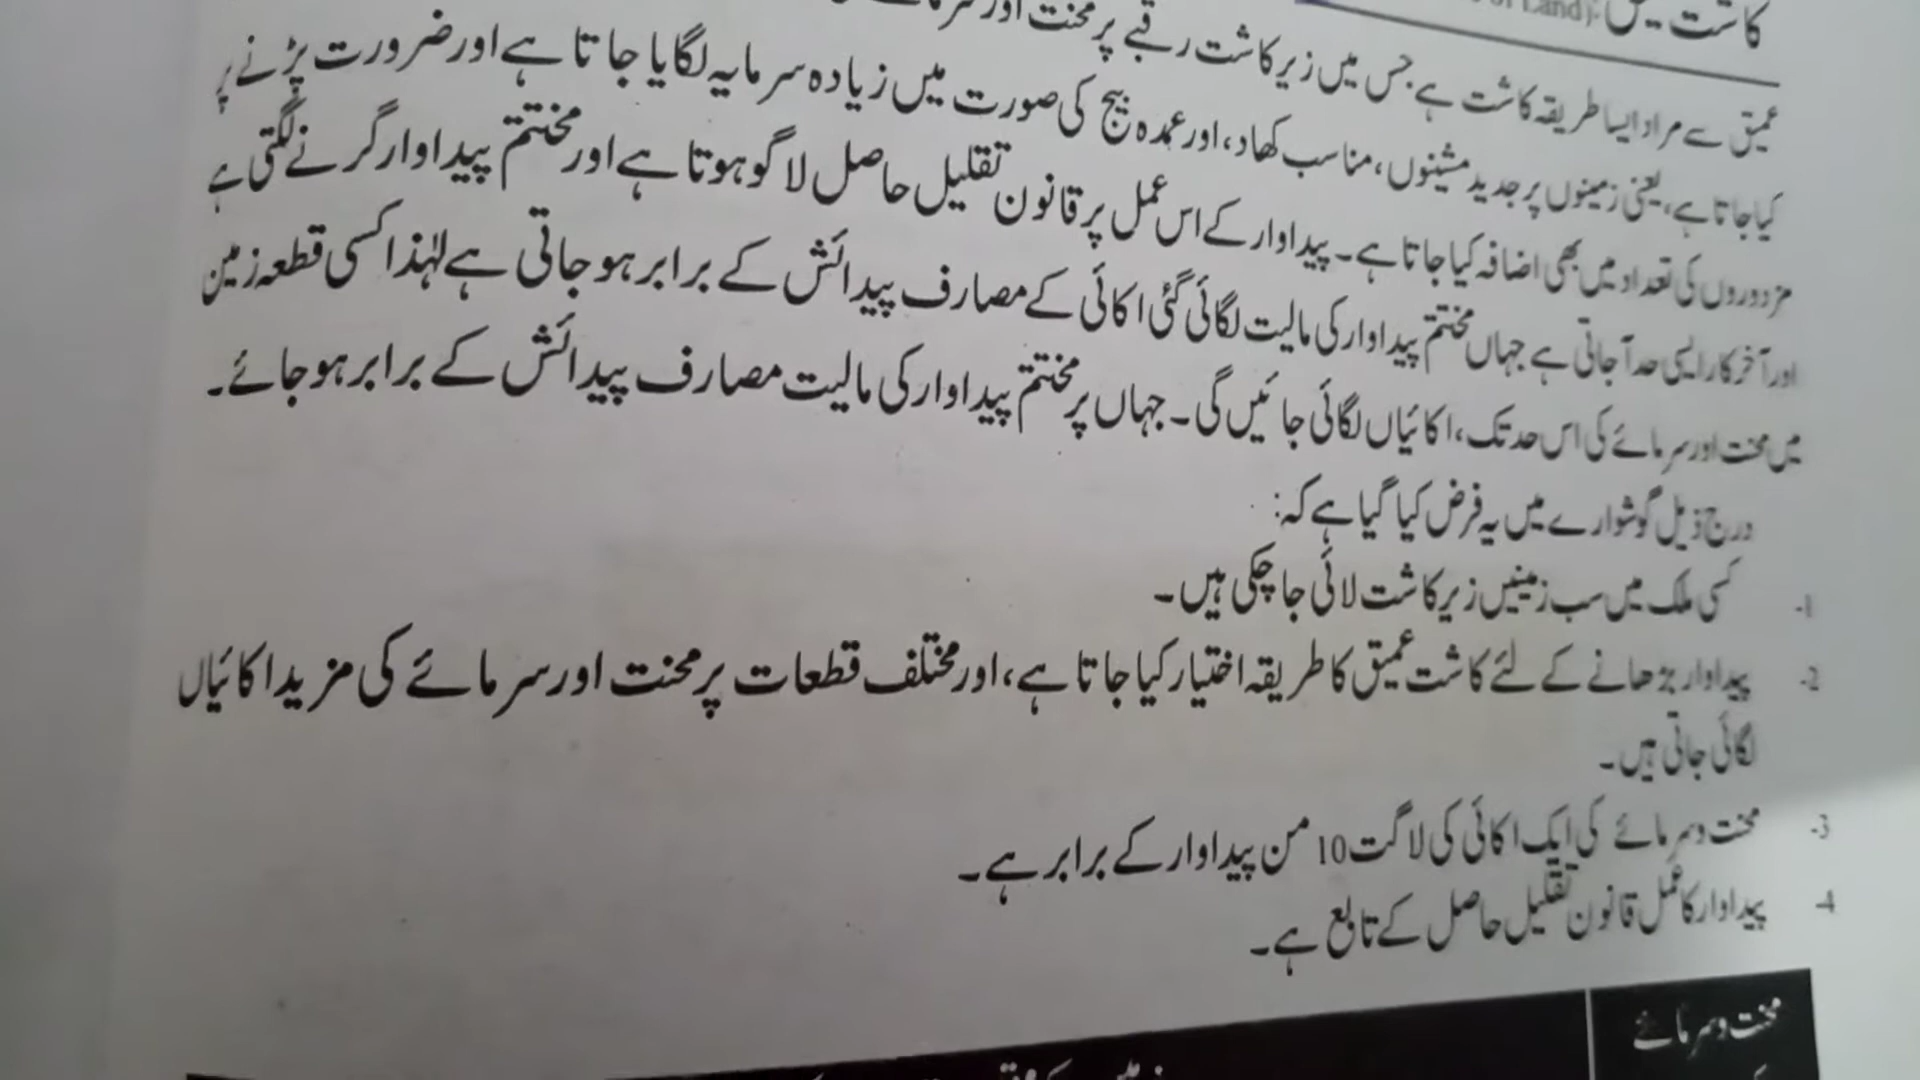 کاشت of Land)
عمیق سے مراد ایسا طریقہ کاشت ہے جس میں زیر کاشت رقبے پر محنت اور
کیا جاتا ہے، یعنی زمینوں پر جدید مشینوں، مناسب کھاد، اور عمدہ بیج کی صورت میں زیادہ سرمایہ لگایا جاتا ہے اور ضرورت پڑنے پر
مزدوروں کی تعداد میں بھی اضافہ کیا جاتا ہے۔ پیداوار کے اس عمل پر قانون تقلیل حاصل لاگو ہوتا ہے اور مختتم پیداوار گرنے لگتی ہے
اور آخر کار ایسی حد آ جاتی ہے جہاں مختتم پیداوار کی مالیت لگائی گئی اکائی کے مصارف پیدائش کے برابر ہو جاتی ہے لہٰذا کسی قطعہ زمین
میں محنت اور سرمائے کی اس حد تک، اکائیاں لگائی جائیں گی۔ جہاں پر مختتم پیداوار کی مالیت مصارف پیدائش کے برابر ہو جائے۔
درج ذیل گوشوارے میں یہ فرض کیا گیا ہے کہ:
1- کسی ملک میں سب زمینیں زیر کاشت لائی جا چکی ہیں۔
2- پیداوار بڑھانے کے لئے کاشت عمیق کا طریقہ اختیار کیا جاتا ہے، اور مختلف قطعات پر محنت اور سرمائے کی مزید اکائیاں
لگائی جاتی ہیں۔
3- محنت و سرمائے کی ایک اکائی کی لاگت 10 من پیداوار کے برابر ہے۔
4- پیداوار کا عمل قانون تقلیل حاصل کے تابع ہے۔
محنت و سرمائے